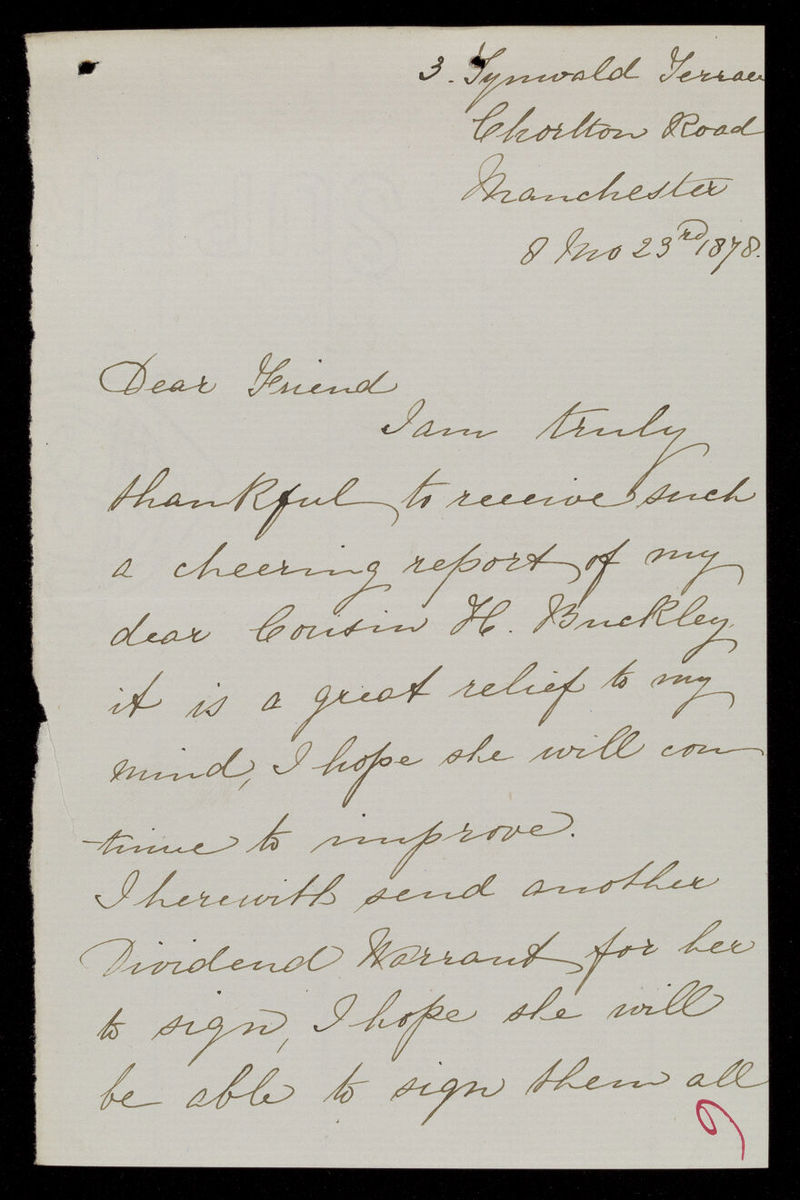 3. Tynwald Terrace
Chorlton Road
Manchester
8 Mo 23rd 1878.
Dear Friend
I am truly
thankful to receive such
a cheering report of my
dear Cousin H. Buckley
it is a great relief to my
mind, I hope she will con
tinue to improve.
I herewith send another
Dividend Warrant for her
to sign, I hope she will
be able to sign them all
9